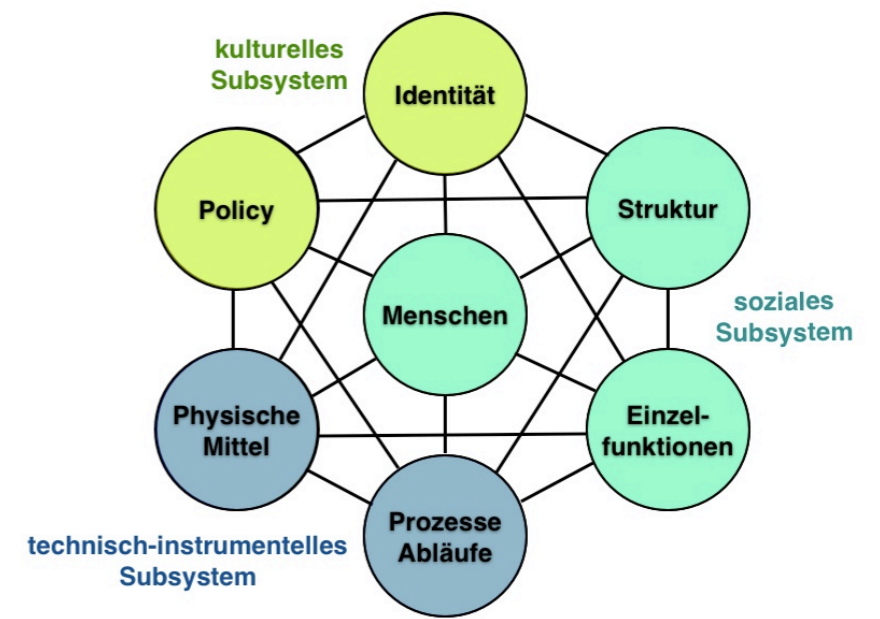 kulturelles
Subsystem
Identität
Policy
Struktur
Menschen
soziales
Subsystem
Physische
Mittel
Einzel-
funktionen
Prozesse
Abläufe
technisch-instrumentelles
Subsystem